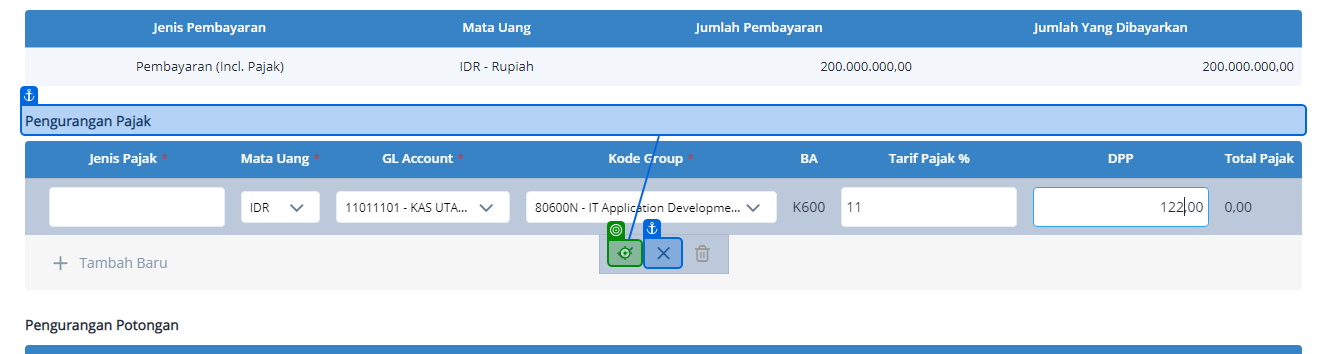 Jenis Pembayaran Mata Uang Jumlah Pembayaran Jumlah Yang Dibayarkan
Pembayaran (Incl. Pajak) IDR - Rupiah 200.000.000,00 200.000.000,00
Pengurangan Pajak
Jenis Pajak * Mata Uang * GL Account * Kode Group * BA Tarif Pajak % DPP Total Pajak
IDR 11011101 - KAS UTA... 80600N - IT Application Developme... K600 11 122,00 0,00
+ Tambah Baru
Pengurangan Potongan